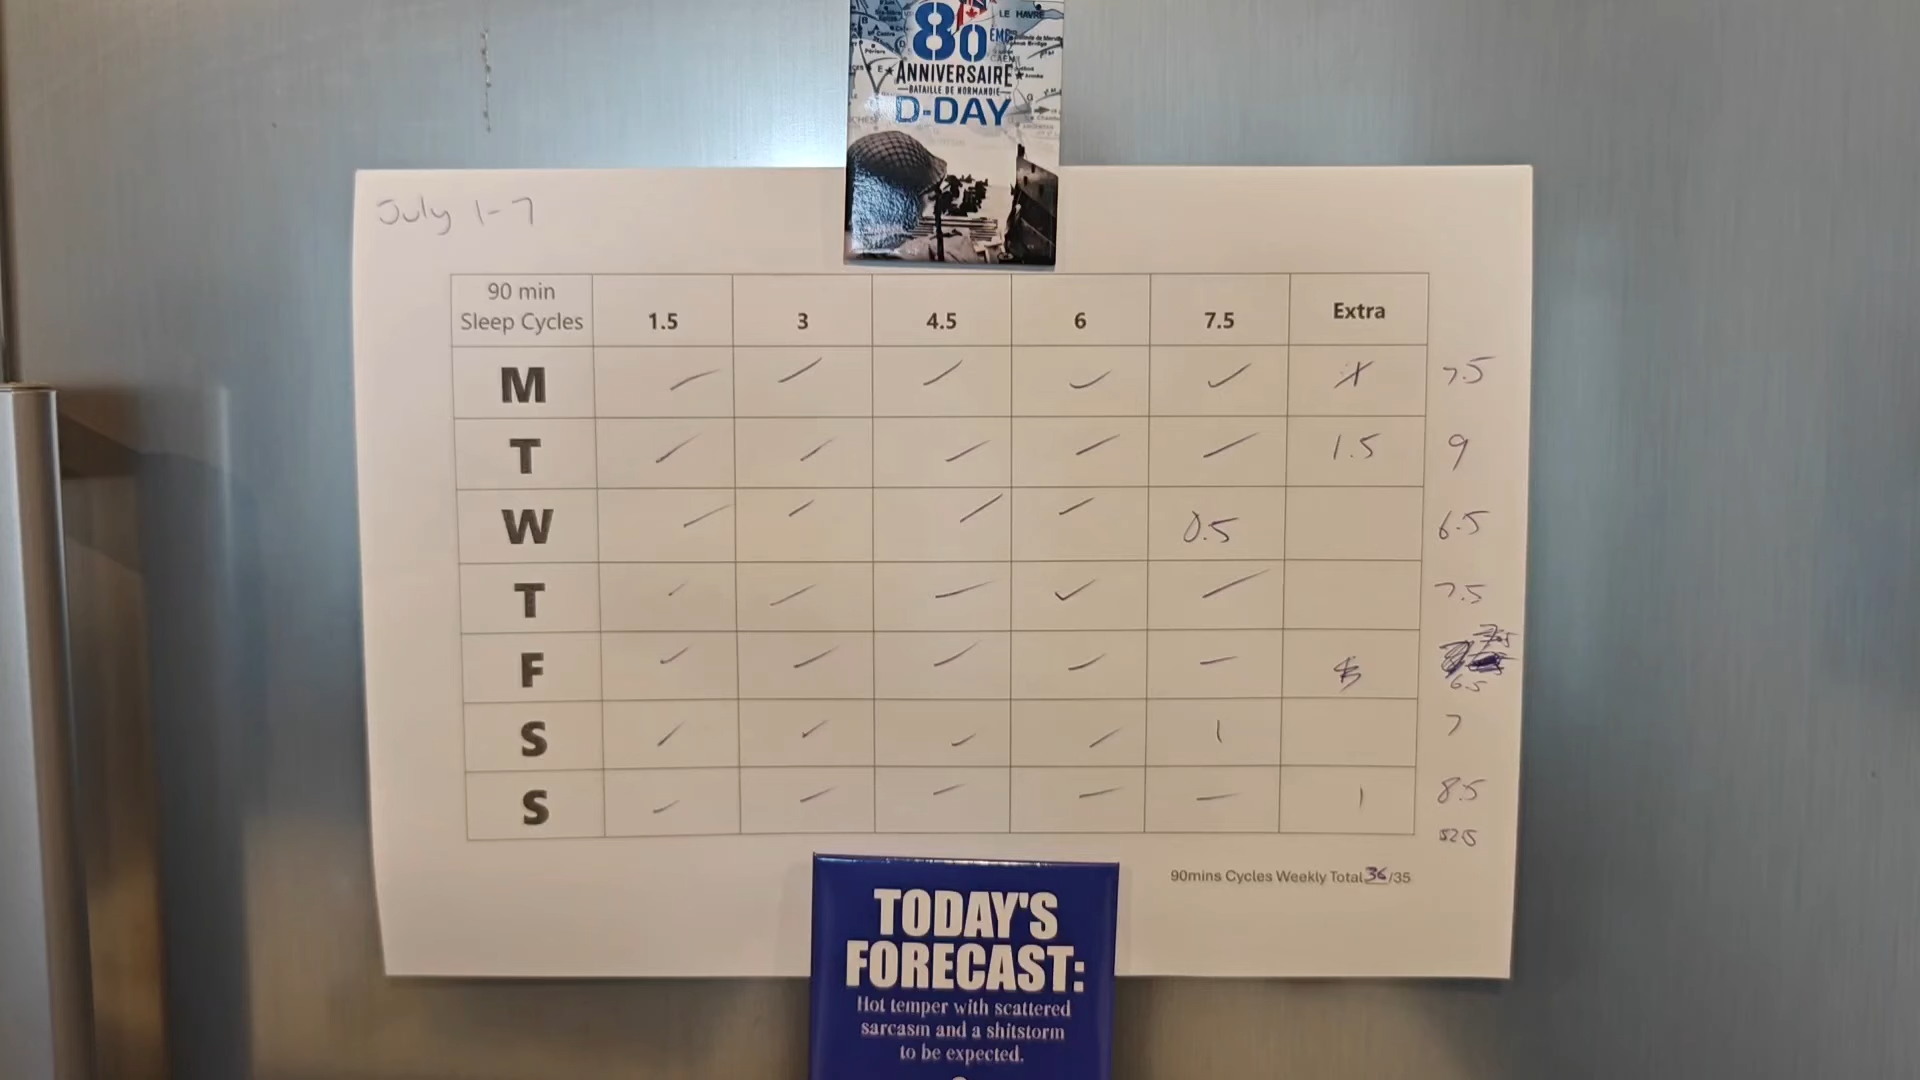 80ÈME
LE HAVRE
ANNIVERSAIRE
BATAILLE DE NORMANDIE
D-DAY
July 1-7
90 min
Sleep Cycles 1.5 3 4.5 6 7.5 Extra
M 7.5
T 1.5 9
W 0.5 6.5
T 7.5
F 6.5
S 1 7
S 1 8.5
52.5
90mins Cycles Weekly Total 36/35
TODAY'S
FORECAST:
Hot temper with scattered
sarcasm and a shitstorm
to be expected.